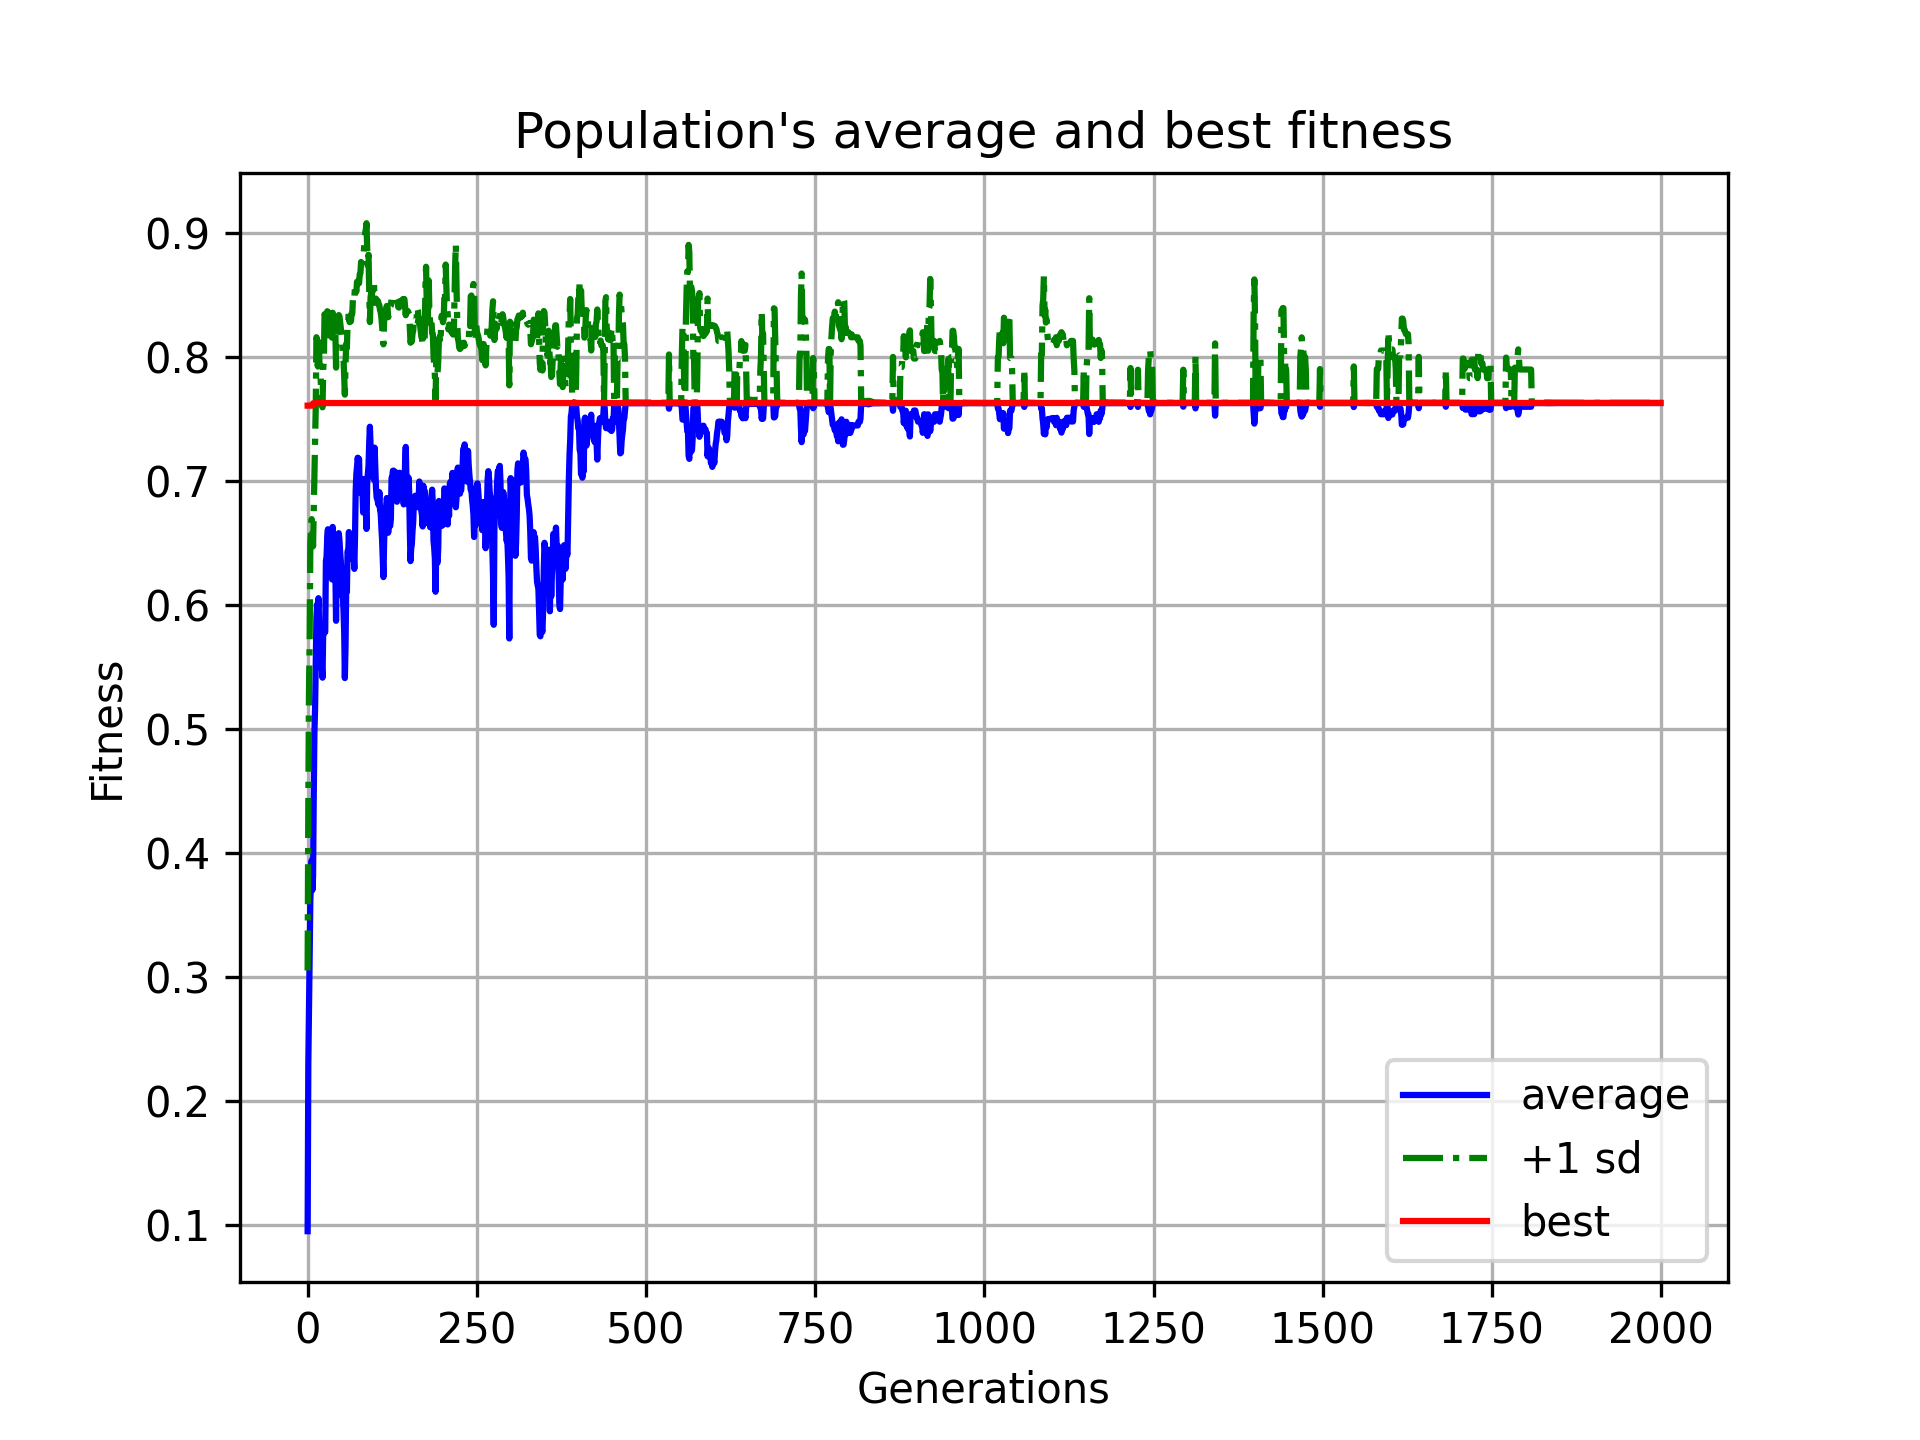 Population's average and best fitness
0.9
0.8
0.7
0.6
0.5
0.4
0.3
0.2
0.1
Fitness
average
+1 sd
best
0 250 500 750 1000 1250 1500 1750 2000
Generations